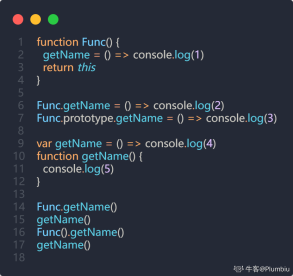 1 function Func() {
2   getName = () => console.log(1)
3   return this
4 }
5
6 Func.getName = () => console.log(2)
7 Func.prototype.getName = () => console.log(3)
8
9 var getName = () => console.log(4)
10 function getName() {
11   console.log(5)
12 }
13
14 Func.getName()
15 getName()
16 Func().getName()
17 getName()
18
牛客@Plumbiu